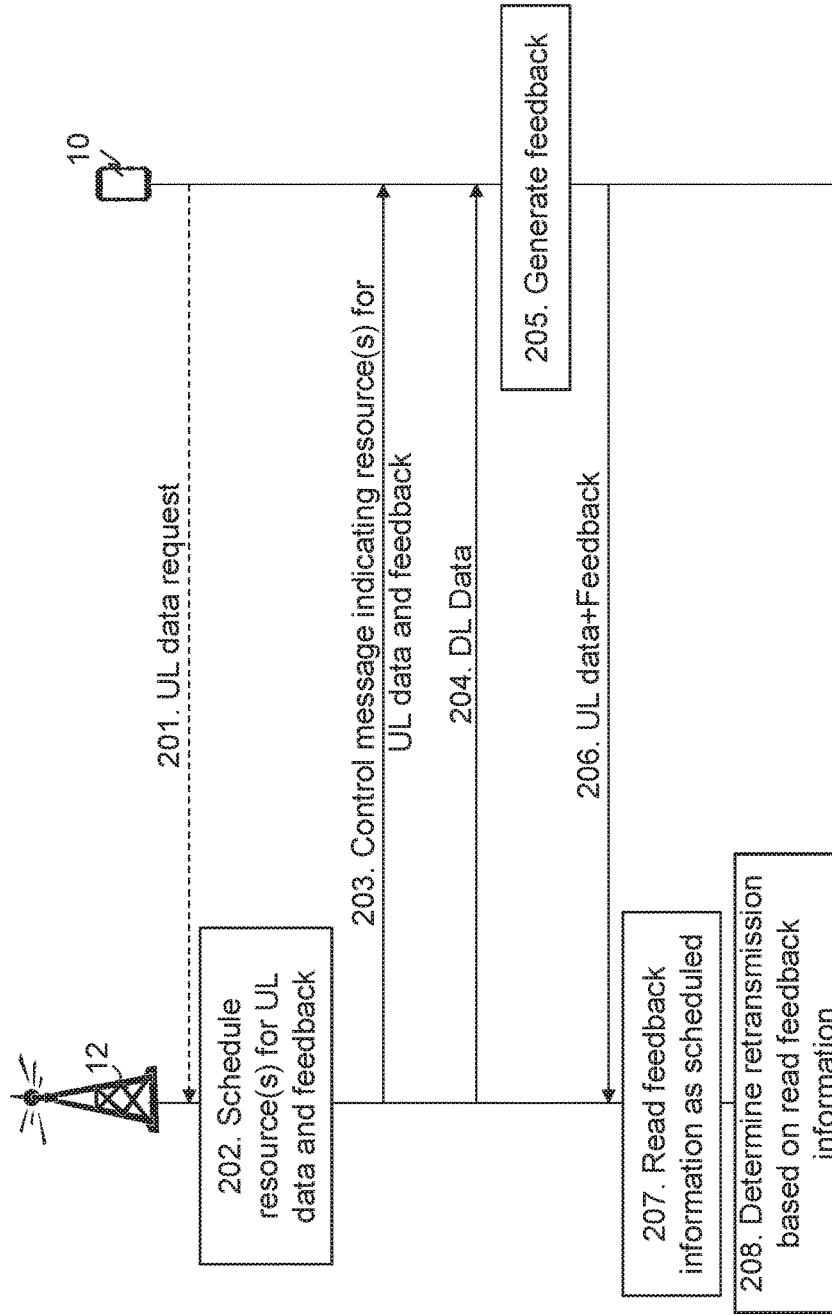 12
10
201. UL data request
202. Schedule
resource(s) for UL
data and feedback
203. Control message indicating resource(s) for
UL data and feedback
204. DL Data
205. Generate feedback
206. UL data+Feedback
207. Read feedback
information as scheduled
208. Determine retransmission
based on read feedback
information